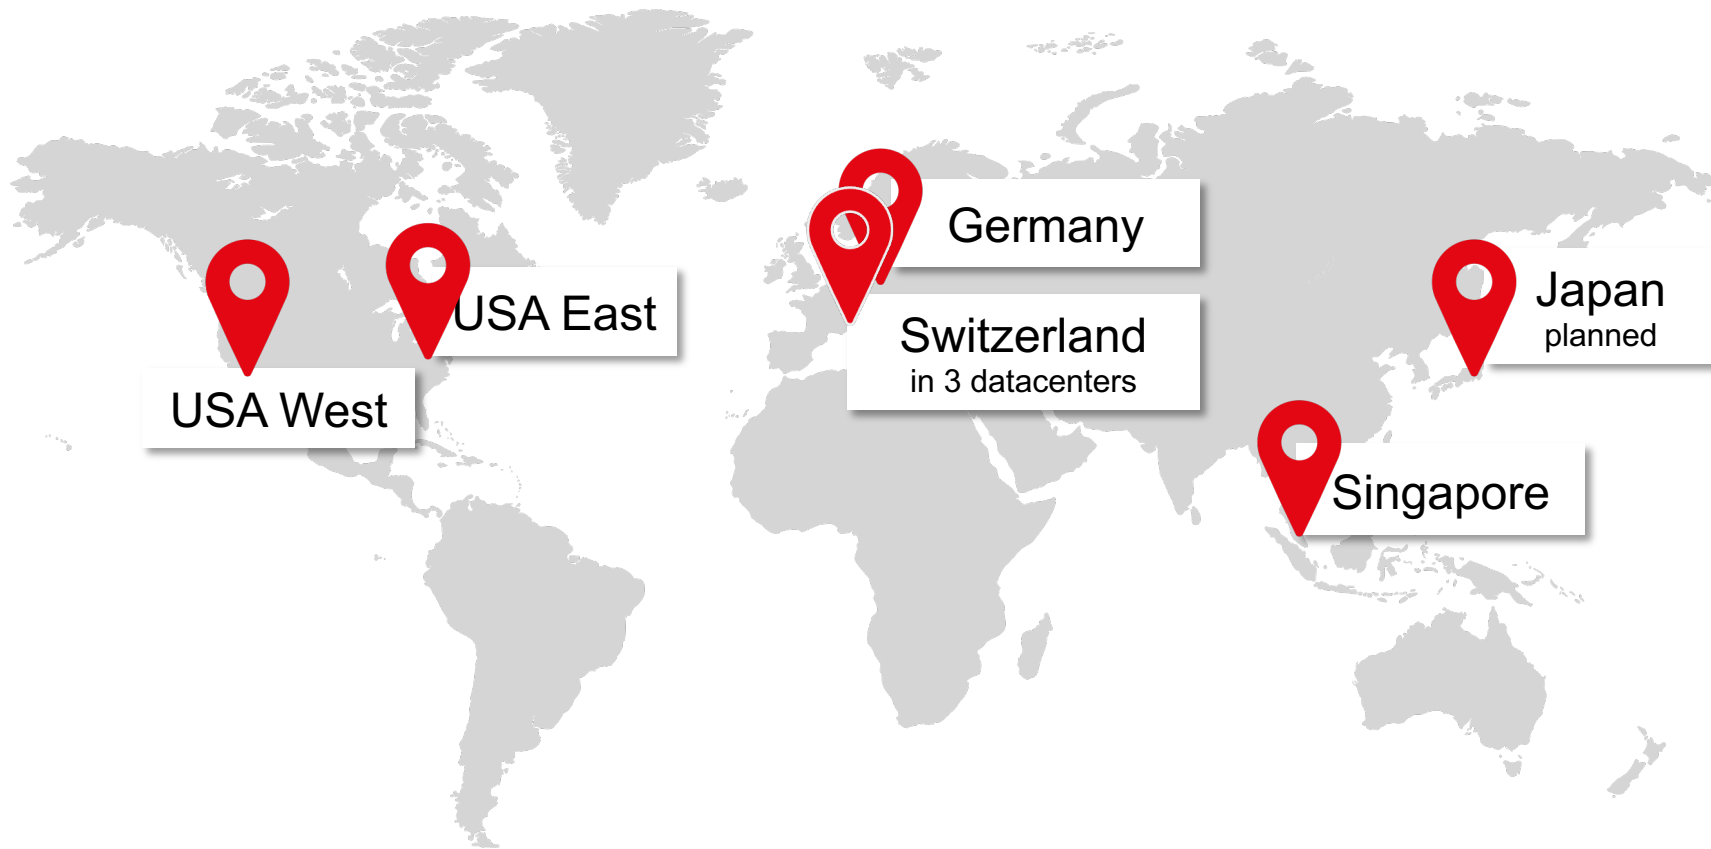 Germany
USA East
Japan
planned
Switzerland
in 3 datacenters
USA West
Singapore